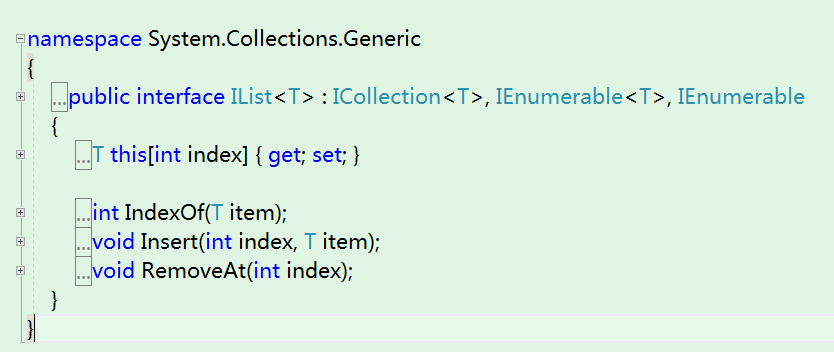 namespace System.Collections.Generic
{
...public interface IList<T> : ICollection<T>, IEnumerable<T>, IEnumerable
{
...T this[int index] { get; set; }
...int IndexOf(T item);
...void Insert(int index, T item);
...void RemoveAt(int index);
}
}